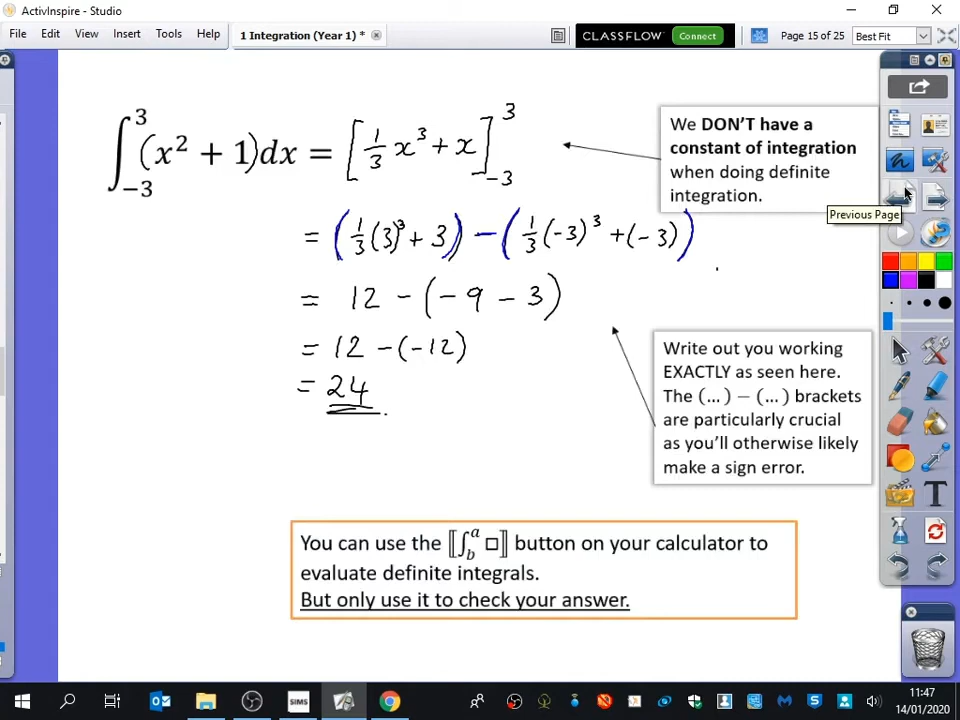 ActivInspire - Studio
File Edit View Insert Tools Help
1 Integration (Year 1) *
CLASSFLOW Connect
Page 15 of 25
Best Fit
∫₋₃³ (x² + 1)dx = [⅓x³ + x]₋₃³
We DON'T have a
constant of integration
when doing definite
integration.
Previous Page
= (⅓(3)³ + 3) − (⅓(-3)³ + (-3))
= 12 - (-9 - 3)
= 12 - (-12)
= 24
Write out you working
EXACTLY as seen here.
The (...) − (...) brackets
are particularly crucial
as you'll otherwise likely
make a sign error.
You can use the ⟦∫ᵇₐ □⟧ button on your calculator to
evaluate definite integrals.
But only use it to check your answer.
T
SIMS
11:47
14/01/2020